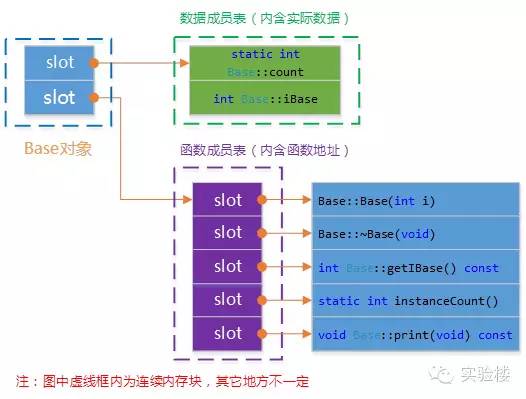 数据成员表（内含实际数据）
slot
slot
static int
Base::count
int Base::iBase
Base对象
函数成员表（内含函数地址）
slot
Base::Base(int i)
slot
Base::~Base(void)
slot
int Base::getIBase() const
slot
static int instanceCount()
slot
void Base::print(void) const
注：图中虚线框内为连续内存块，其它地方不一定
实验楼